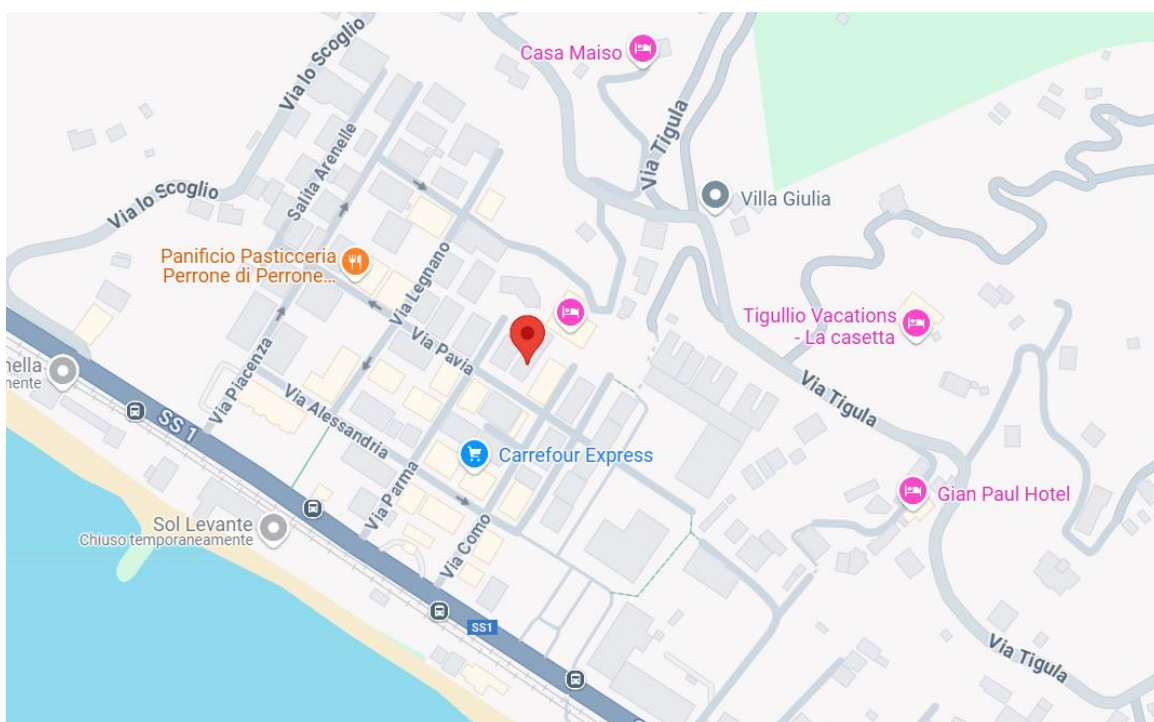 Via lo Scoglio
Casa Maiso
Via Tigula
Salita Arenelle
Via lo Scoglio
Villa Giulia
Panificio Pasticceria
Perrone di Perrone...
Via Legnano
Tigullio Vacations
- La casetta
Via Pavia
Via Piacenza
nella
nente
SS 1
Via Alessandria
Via Tigula
Carrefour Express
Via Parma
Gian Paul Hotel
Sol Levante
Chiuso temporaneamente
Via Como
SS1
Via Tigula